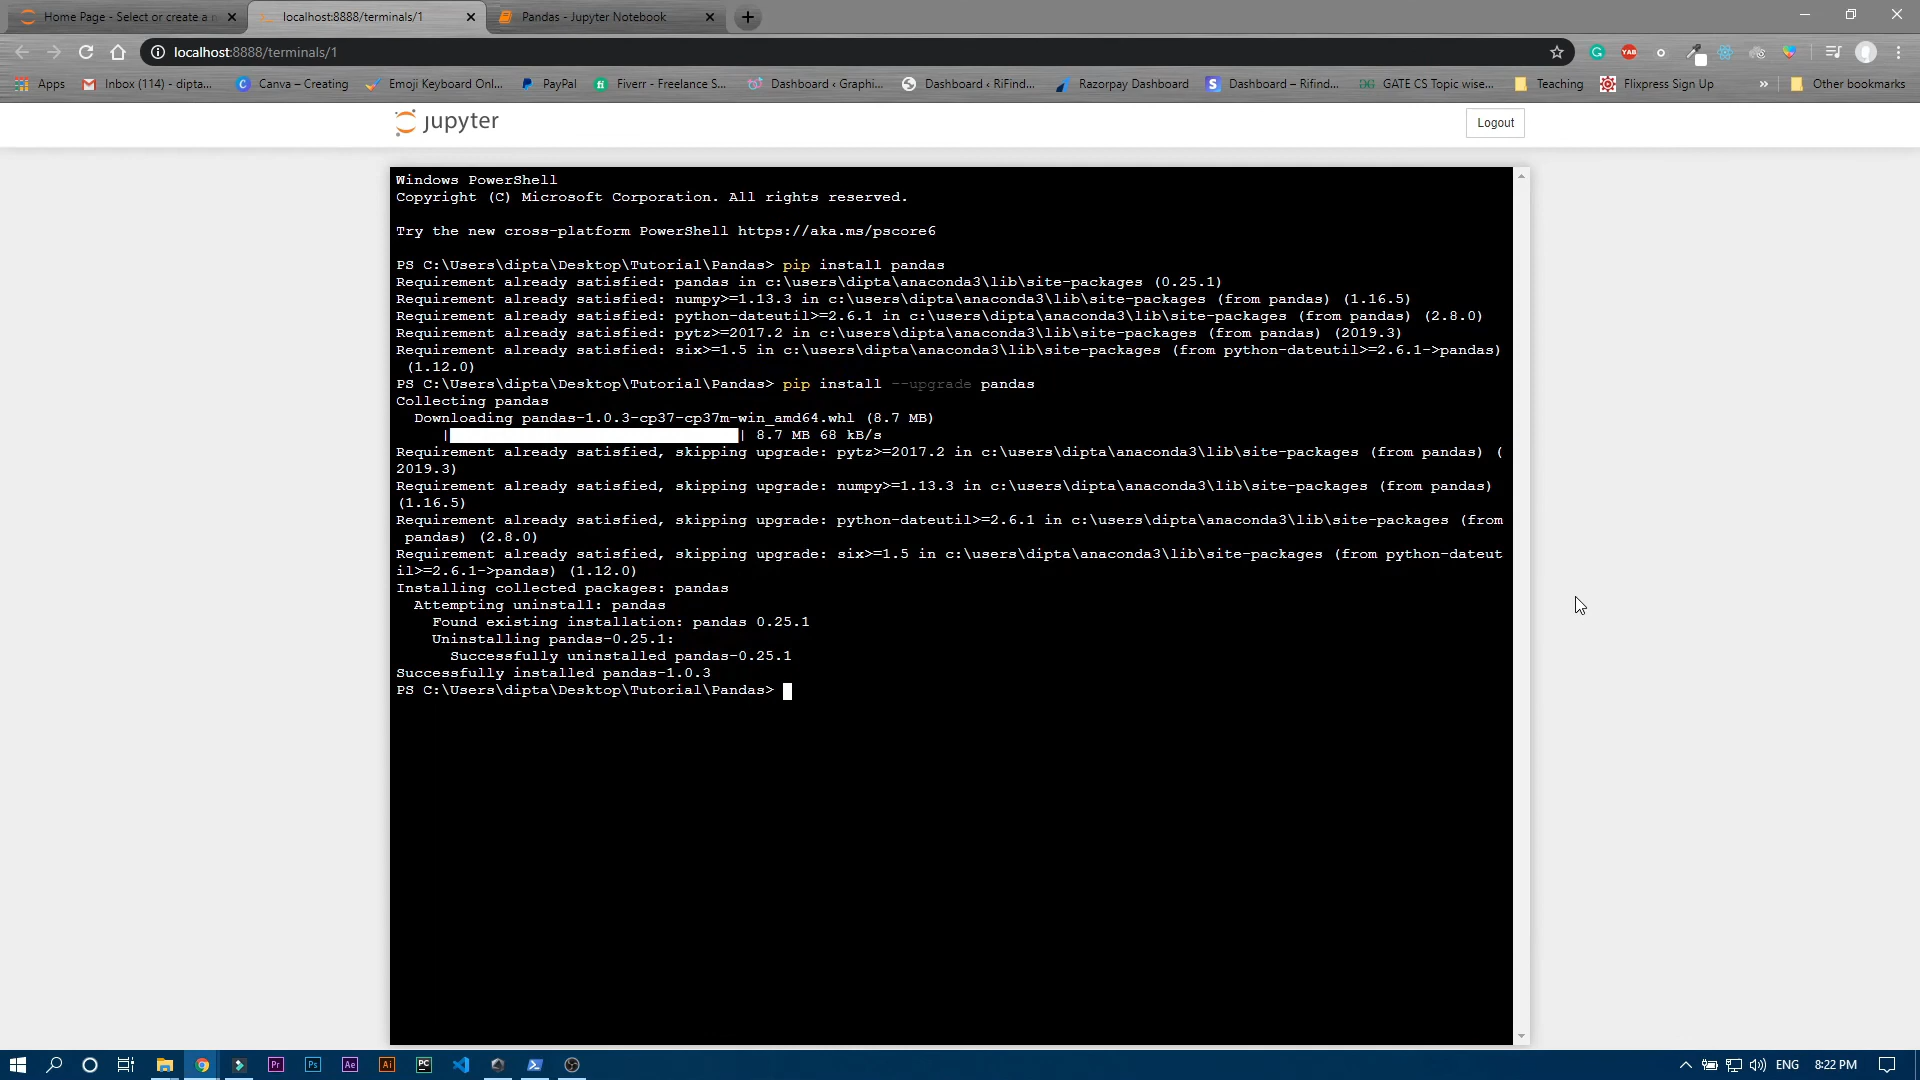 Home Page - Select or create a n
localhost:8888/terminals/1
Pandas - Jupyter Notebook
localhost:8888/terminals/1
Apps
Inbox (114) - dipta...
Canva – Creating
Emoji Keyboard Onl...
PayPal
Fiverr - Freelance S...
Dashboard ‹ Graphi...
Dashboard ‹ RiFind...
Razorpay Dashboard
Dashboard – Rifind...
GATE CS Topic wise...
Teaching
Flixpress Sign Up
»
Other bookmarks
jupyter
Logout
Windows PowerShell
Copyright (C) Microsoft Corporation. All rights reserved.
Try the new cross-platform PowerShell https://aka.ms/pscore6
PS C:\Users\dipta\Desktop\Tutorial\Pandas> pip install pandas
Requirement already satisfied: pandas in c:\users\dipta\anaconda3\lib\site-packages (0.25.1)
Requirement already satisfied: numpy>=1.13.3 in c:\users\dipta\anaconda3\lib\site-packages (from pandas) (1.16.5)
Requirement already satisfied: python-dateutil>=2.6.1 in c:\users\dipta\anaconda3\lib\site-packages (from pandas) (2.8.0)
Requirement already satisfied: pytz>=2017.2 in c:\users\dipta\anaconda3\lib\site-packages (from pandas) (2019.3)
Requirement already satisfied: six>=1.5 in c:\users\dipta\anaconda3\lib\site-packages (from python-dateutil>=2.6.1->pandas)
(1.12.0)
PS C:\Users\dipta\Desktop\Tutorial\Pandas> pip install --upgrade pandas
Collecting pandas
Downloading pandas-1.0.3-cp37-cp37m-win_amd64.whl (8.7 MB)
| | 8.7 MB 68 kB/s
Requirement already satisfied, skipping upgrade: pytz>=2017.2 in c:\users\dipta\anaconda3\lib\site-packages (from pandas) (
2019.3)
Requirement already satisfied, skipping upgrade: numpy>=1.13.3 in c:\users\dipta\anaconda3\lib\site-packages (from pandas)
(1.16.5)
Requirement already satisfied, skipping upgrade: python-dateutil>=2.6.1 in c:\users\dipta\anaconda3\lib\site-packages (from
pandas) (2.8.0)
Requirement already satisfied, skipping upgrade: six>=1.5 in c:\users\dipta\anaconda3\lib\site-packages (from python-dateut
il>=2.6.1->pandas) (1.12.0)
Installing collected packages: pandas
Attempting uninstall: pandas
Found existing installation: pandas 0.25.1
Uninstalling pandas-0.25.1:
Successfully uninstalled pandas-0.25.1
Successfully installed pandas-1.0.3
PS C:\Users\dipta\Desktop\Tutorial\Pandas>
Pr
Ps
Ae
Ai
PC
ENG
8:22 PM